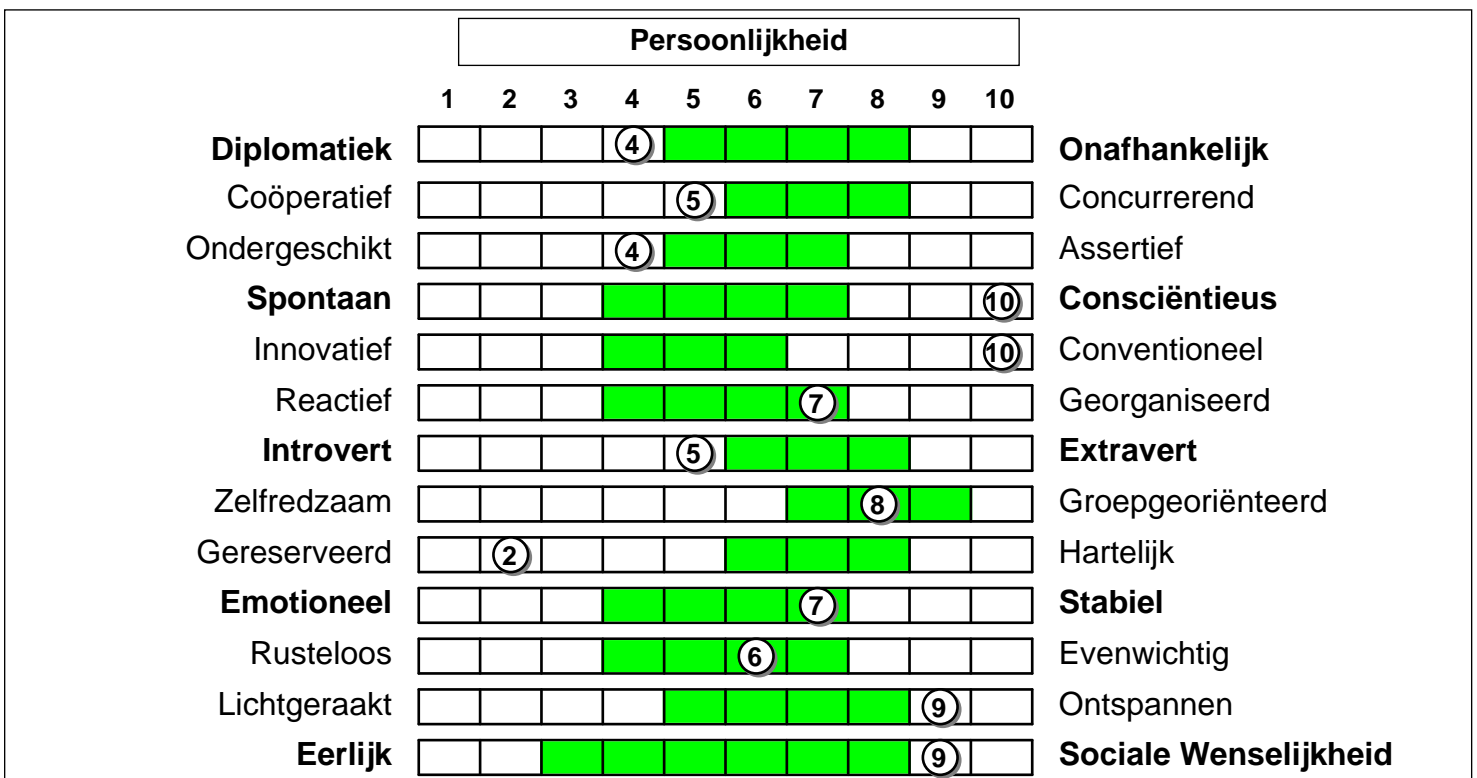 Persoonlijkheid
1 2 3 4 5 6 7 8 9 10
Diplomatiek 4 Onafhankelijk
Coöperatief 5 Concurrerend
Ondergeschikt 4 Assertief
Spontaan 10 Consciëntieus
Innovatief 10 Conventioneel
Reactief 7 Georganiseerd
Introvert 5 Extravert
Zelfredzaam 8 Groepgeoriënteerd
Gereserveerd 2 Hartelijk
Emotioneel 7 Stabiel
Rusteloos 6 Evenwichtig
Lichtgeraakt 9 Ontspannen
Eerlijk 9 Sociale Wenselijkheid